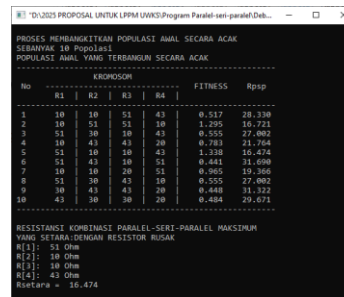 "D:\2025 PROPOSAL UNTUK LPPM UWKS\Program Paralel-seri-paralel\Deb...
PROSES MEMBANGKITKAN POPULASI AWAL SECARA ACAK
SEBANYAK 10 Popolasi
POPULASI AWAL YANG TERBANGUN SECARA ACAK
KROMOSOM
No FITNESS Rpsp
R1 | R2 | R3 | R4 |
1 10 | 10 | 51 | 43 | 0.517 28.330
2 10 | 51 | 51 | 10 | 1.295 16.721
3 51 | 30 | 10 | 43 | 0.555 27.002
4 10 | 43 | 43 | 20 | 0.783 21.764
5 51 | 10 | 10 | 43 | 1.338 16.474
6 51 | 43 | 10 | 51 | 0.441 31.690
7 10 | 10 | 20 | 51 | 0.965 19.366
8 51 | 30 | 43 | 10 | 0.555 27.002
9 30 | 43 | 43 | 20 | 0.448 31.322
10 43 | 30 | 30 | 20 | 0.484 29.671
RESISTANSI KOMBINASI PARALEL-SERI-PARALEL MAKSIMUM
YANG SETARA:DENGAN RESISTOR RUSAK
R[1]: 51 Ohm
R[2]: 10 Ohm
R[3]: 10 Ohm
R[4]: 43 Ohm
Rsetara = 16.474